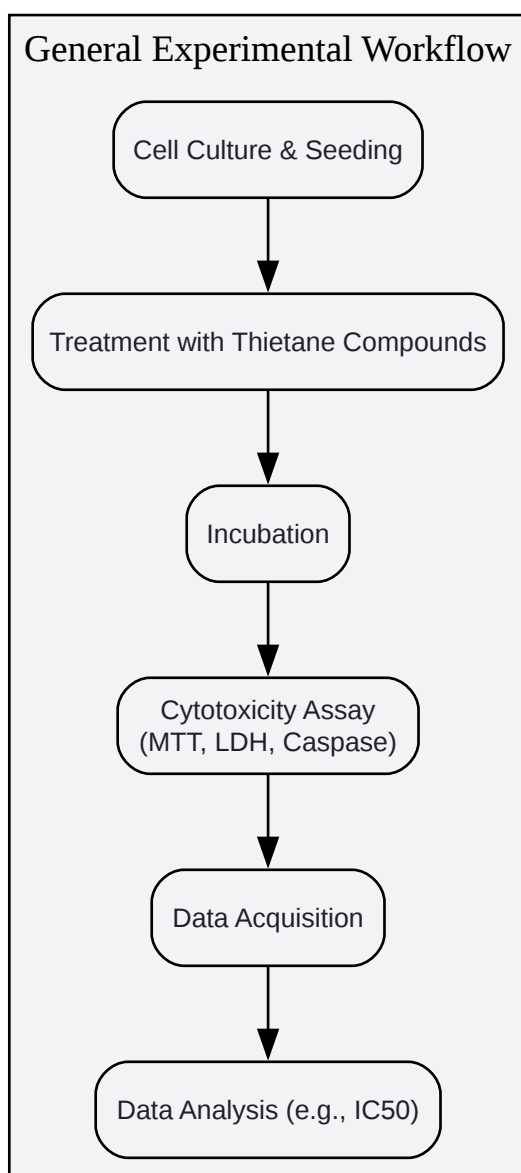 General Experimental Workflow
Cell Culture & Seeding
Treatment with Thietane Compounds
Incubation
Cytotoxicity Assay
(MTT, LDH, Caspase)
Data Acquisition
Data Analysis (e.g., IC50)